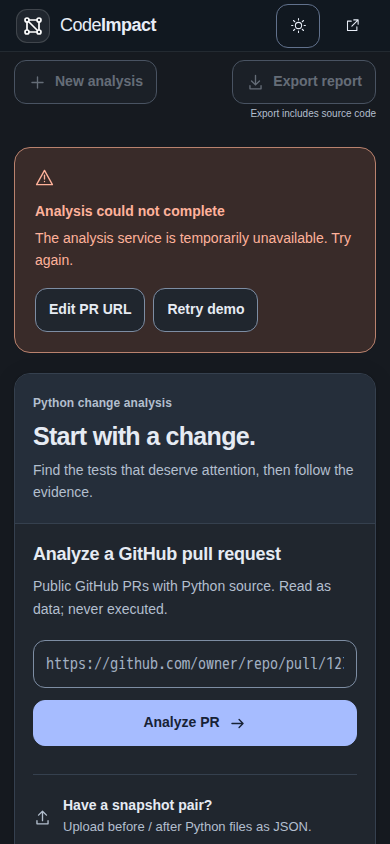 CodeImpact
New analysis
Export report
Export includes source code
Analysis could not complete
The analysis service is temporarily unavailable. Try
again.
Edit PR URL
Retry demo
Python change analysis
Start with a change.
Find the tests that deserve attention, then follow the
evidence.
Analyze a GitHub pull request
Public GitHub PRs with Python source. Read as
data; never executed.
https://github.com/owner/repo/pull/12
Analyze PR
Have a snapshot pair?
Upload before / after Python files as JSON.